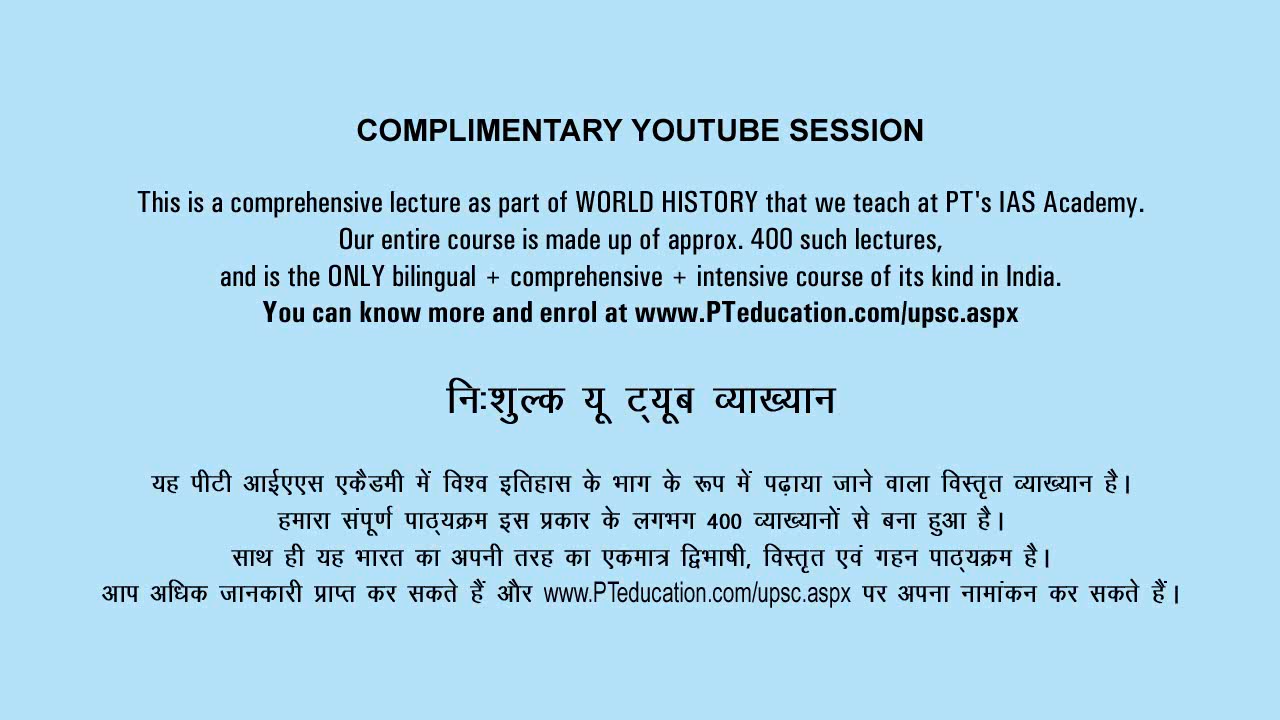 COMPLIMENTARY YOUTUBE SESSION
This is a comprehensive lecture as part of WORLD HISTORY that we teach at PT's IAS Academy.
Our entire course is made up of approx. 400 such lectures,
and is the ONLY bilingual + comprehensive + intensive course of its kind in India.
You can know more and enrol at www.PTeducation.com/upsc.aspx
निःशुल्क यू ट्यूब व्याख्यान
यह पीटी आईएएस एकैडमी में विश्व इतिहास के भाग के रूप में पढ़ाया जाने वाला विस्तृत व्याख्यान है।
हमारा संपूर्ण पाठ्यक्रम इस प्रकार के लगभग 400 व्याख्यानों से बना हुआ है।
साथ ही यह भारत का अपनी तरह का एकमात्र द्विभाषी, विस्तृत एवं गहन पाठ्यक्रम है।
आप अधिक जानकारी प्राप्त कर सकते हैं और www.PTeducation.com/upsc.aspx पर अपना नामांकन कर सकते हैं।